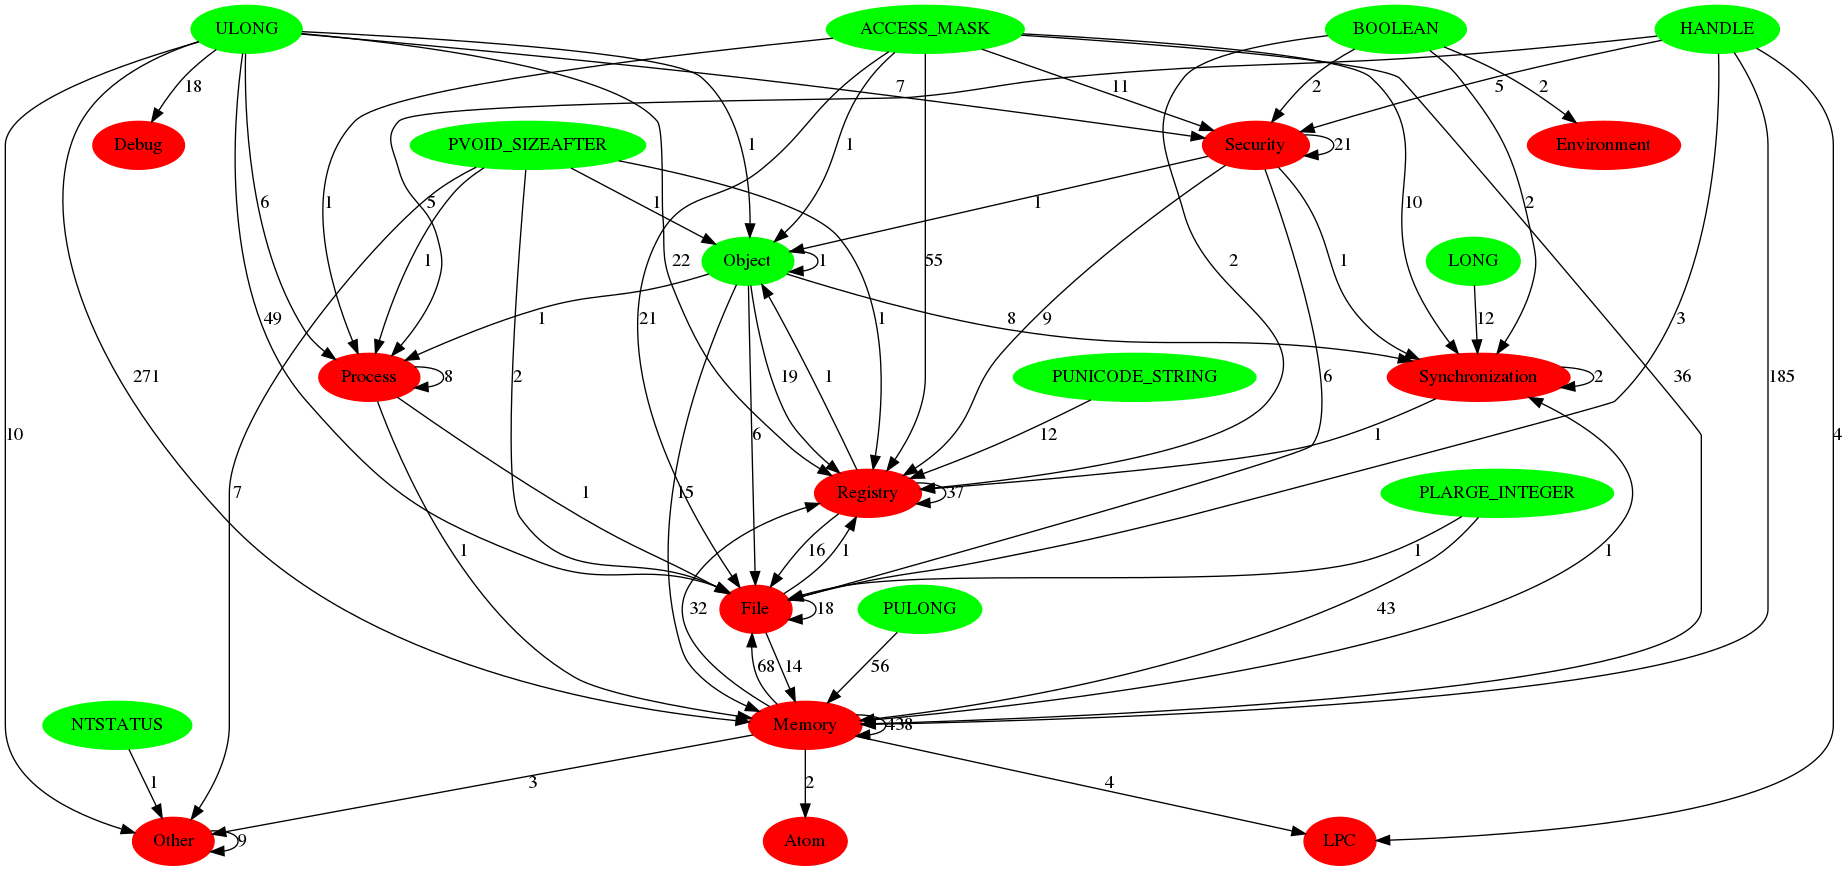 ULONG
ACCESS_MASK
BOOLEAN
HANDLE
18
7
11
2
5
2
Debug
PVOID_SIZEAFTER
1
1
Security
21
Environment
6
1
5
1
1
10
2
1
22
Object
1
55
2
9
1
LONG
49
21
1
8
12
3
271
Process
8
2
19
1
1
PUNICODE_STRING
6
Synchronization
2
36
185
10
6
12
1
4
7
1
15
Registry
37
PLARGE_INTEGER
1
16
1
1
1
32
File
18
PULONG
43
68
14
56
NTSTATUS
Memory
438
1
3
2
4
Other
9
Atom
LPC